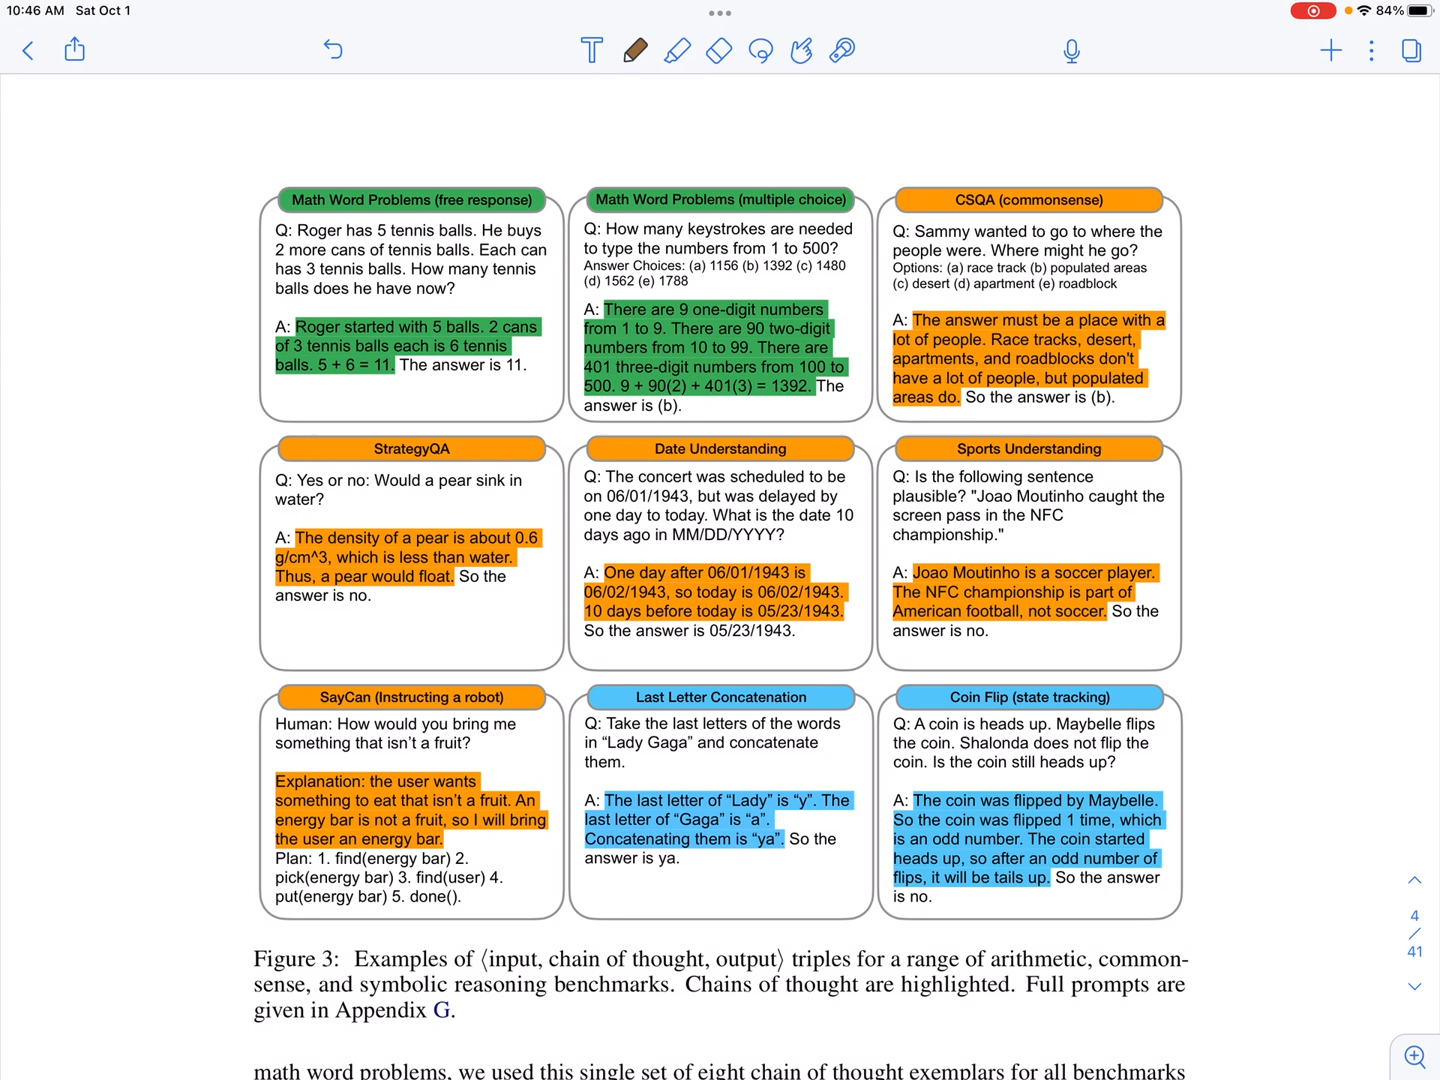 10:46 AM Sat Oct 1
84%
Math Word Problems (free response)
Q: Roger has 5 tennis balls. He buys
2 more cans of tennis balls. Each can
has 3 tennis balls. How many tennis
balls does he have now?
A: Roger started with 5 balls. 2 cans
of 3 tennis balls each is 6 tennis
balls. 5 + 6 = 11. The answer is 11.
Math Word Problems (multiple choice)
Q: How many keystrokes are needed
to type the numbers from 1 to 500?
Answer Choices: (a) 1156 (b) 1392 (c) 1480
(d) 1562 (e) 1788
A: There are 9 one-digit numbers
from 1 to 9. There are 90 two-digit
numbers from 10 to 99. There are
401 three-digit numbers from 100 to
500. 9 + 90(2) + 401(3) = 1392. The
answer is (b).
CSQA (commonsense)
Q: Sammy wanted to go to where the
people were. Where might he go?
Options: (a) race track (b) populated areas
(c) desert (d) apartment (e) roadblock
A: The answer must be a place with a
lot of people. Race tracks, desert,
apartments, and roadblocks don't
have a lot of people, but populated
areas do. So the answer is (b).
StrategyQA
Q: Yes or no: Would a pear sink in
water?
A: The density of a pear is about 0.6
g/cm^3, which is less than water.
Thus, a pear would float. So the
answer is no.
Date Understanding
Q: The concert was scheduled to be
on 06/01/1943, but was delayed by
one day to today. What is the date 10
days ago in MM/DD/YYYY?
A: One day after 06/01/1943 is
06/02/1943, so today is 06/02/1943.
10 days before today is 05/23/1943.
So the answer is 05/23/1943.
Sports Understanding
Q: Is the following sentence
plausible? "Joao Moutinho caught the
screen pass in the NFC
championship."
A: Joao Moutinho is a soccer player.
The NFC championship is part of
American football, not soccer. So the
answer is no.
SayCan (Instructing a robot)
Human: How would you bring me
something that isn’t a fruit?
Explanation: the user wants
something to eat that isn’t a fruit. An
energy bar is not a fruit, so I will bring
the user an energy bar.
Plan: 1. find(energy bar) 2.
pick(energy bar) 3. find(user) 4.
put(energy bar) 5. done().
Last Letter Concatenation
Q: Take the last letters of the words
in “Lady Gaga” and concatenate
them.
A: The last letter of “Lady” is “y”. The
last letter of “Gaga” is “a”.
Concatenating them is “ya”. So the
answer is ya.
Coin Flip (state tracking)
Q: A coin is heads up. Maybelle flips
the coin. Shalonda does not flip the
coin. Is the coin still heads up?
A: The coin was flipped by Maybelle.
So the coin was flipped 1 time, which
is an odd number. The coin started
heads up, so after an odd number of
flips, it will be tails up. So the answer
is no.
4
/
41
Figure 3: Examples of ⟨input, chain of thought, output⟩ triples for a range of arithmetic, common-
sense, and symbolic reasoning benchmarks. Chains of thought are highlighted. Full prompts are
given in Appendix G.
math word problems, we used this single set of eight chain of thought exemplars for all benchmarks